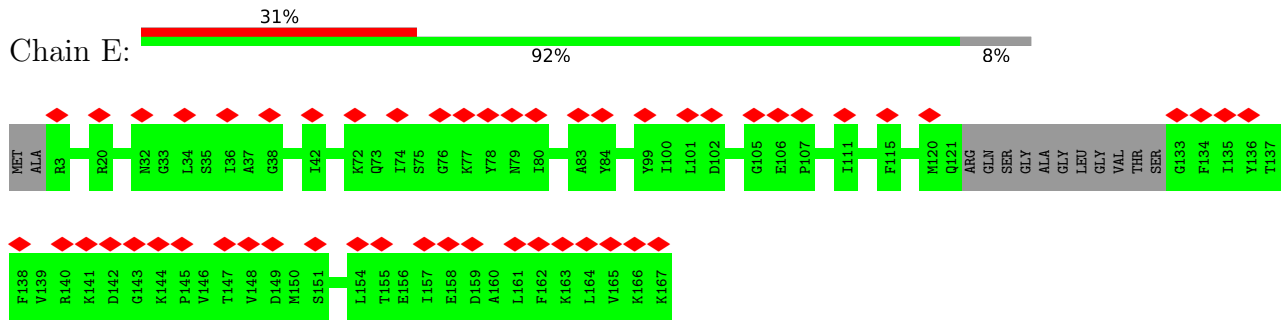 31%
Chain E:
92% 8%
MET ALA R3 R20 N32 G33 L34 S35 I36 A37 G38 I42 K72 Q73 I74 S75 G76 K77 Y78 N79 I80 A83 Y84 Y99 I100 L101 D102 G105 E106 P107 I111 F115 M120 Q121 ARG GLN SER GLY ALA GLY LEU GLY VAL THR SER G133 F134 I135 Y136 T137
F138 V139 R140 K141 D142 G143 K144 P145 V146 T147 V148 D149 M150 S151 L154 T155 E156 I157 E158 D159 A160 L161 F162 K163 L164 V165 K166 K167